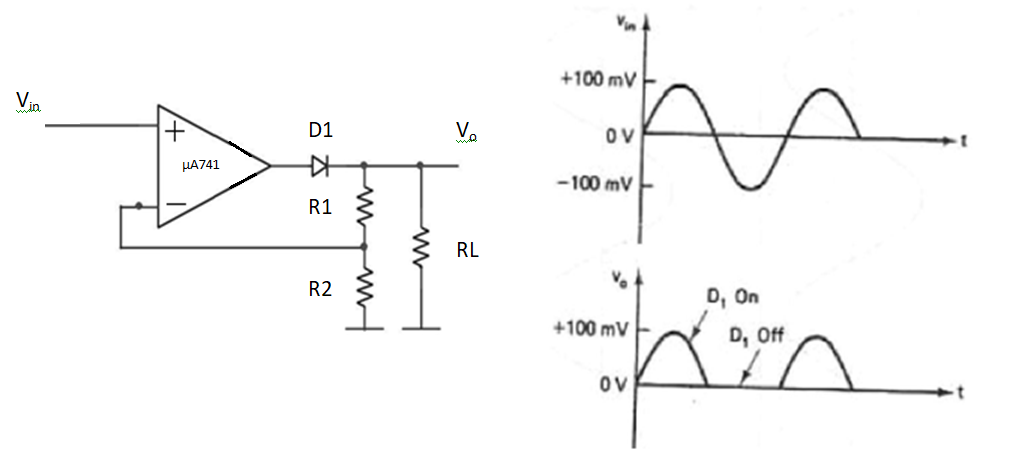 Vin
+
μA741
−
D1
Vo
R1
R2
RL
vin
+100 mV
0 V
−100 mV
t
vo
+100 mV
0 V
D1 On
D1 Off
t